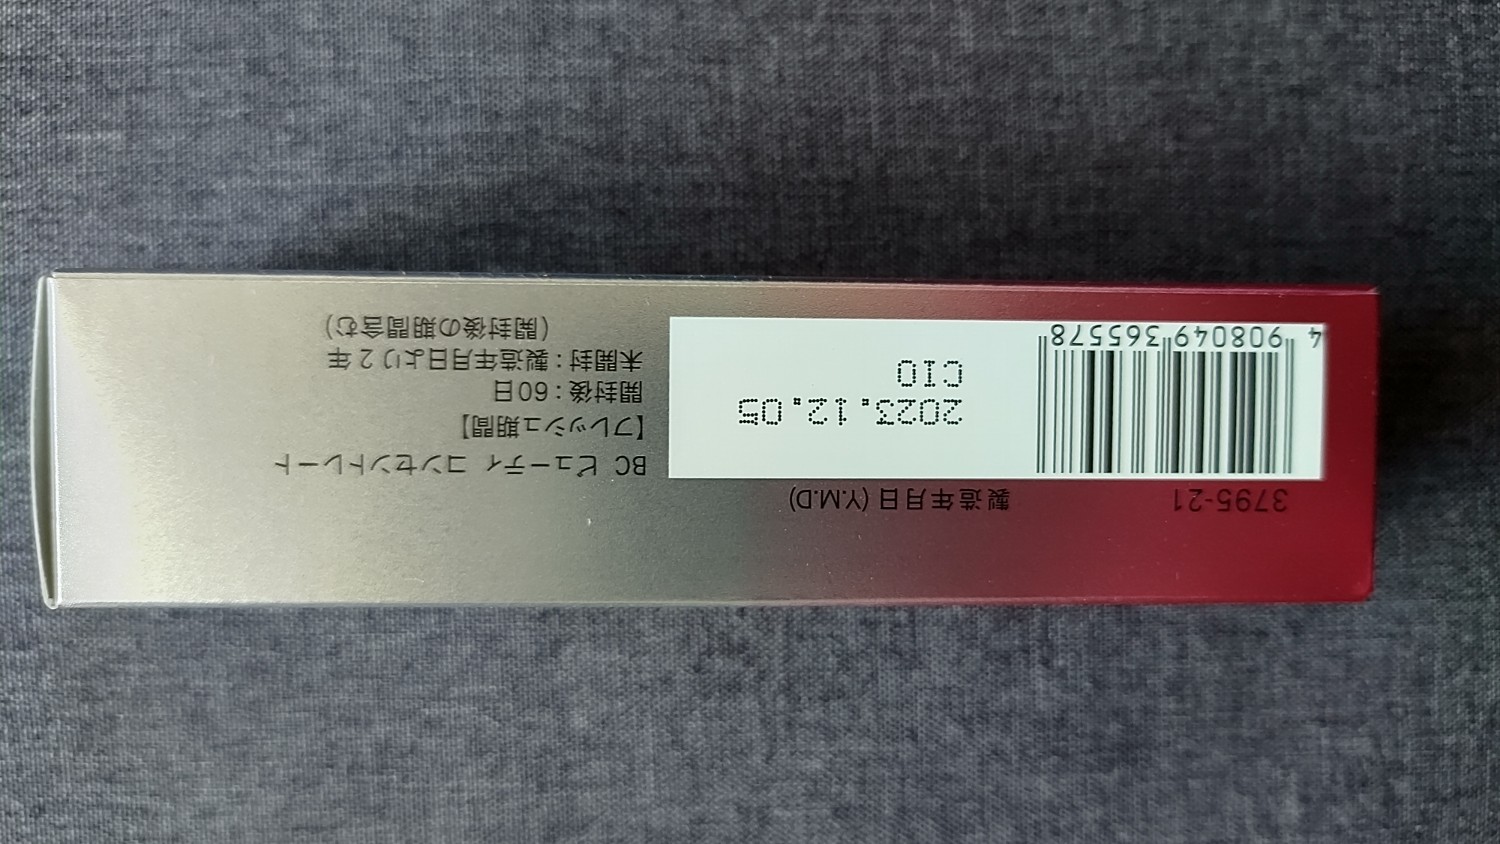 3795-21
製造年月日 (Y.M.D)
2023.12.05
C10
4 908049 365578
BC ビューティ コンセントレート
【フレッシュ期間】
開封後：60日
未開封：製造年月日より2年
（開封後の期間含む）